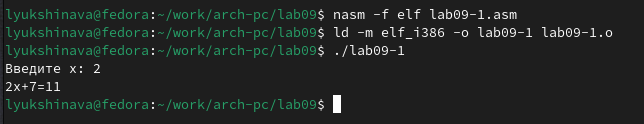 lyukshinava@fedora:~/work/arch-pc/lab09$ nasm -f elf lab09-1.asm
lyukshinava@fedora:~/work/arch-pc/lab09$ ld -m elf_i386 -o lab09-1 lab09-1.o
lyukshinava@fedora:~/work/arch-pc/lab09$ ./lab09-1
Введите x: 2
2x+7=11
lyukshinava@fedora:~/work/arch-pc/lab09$